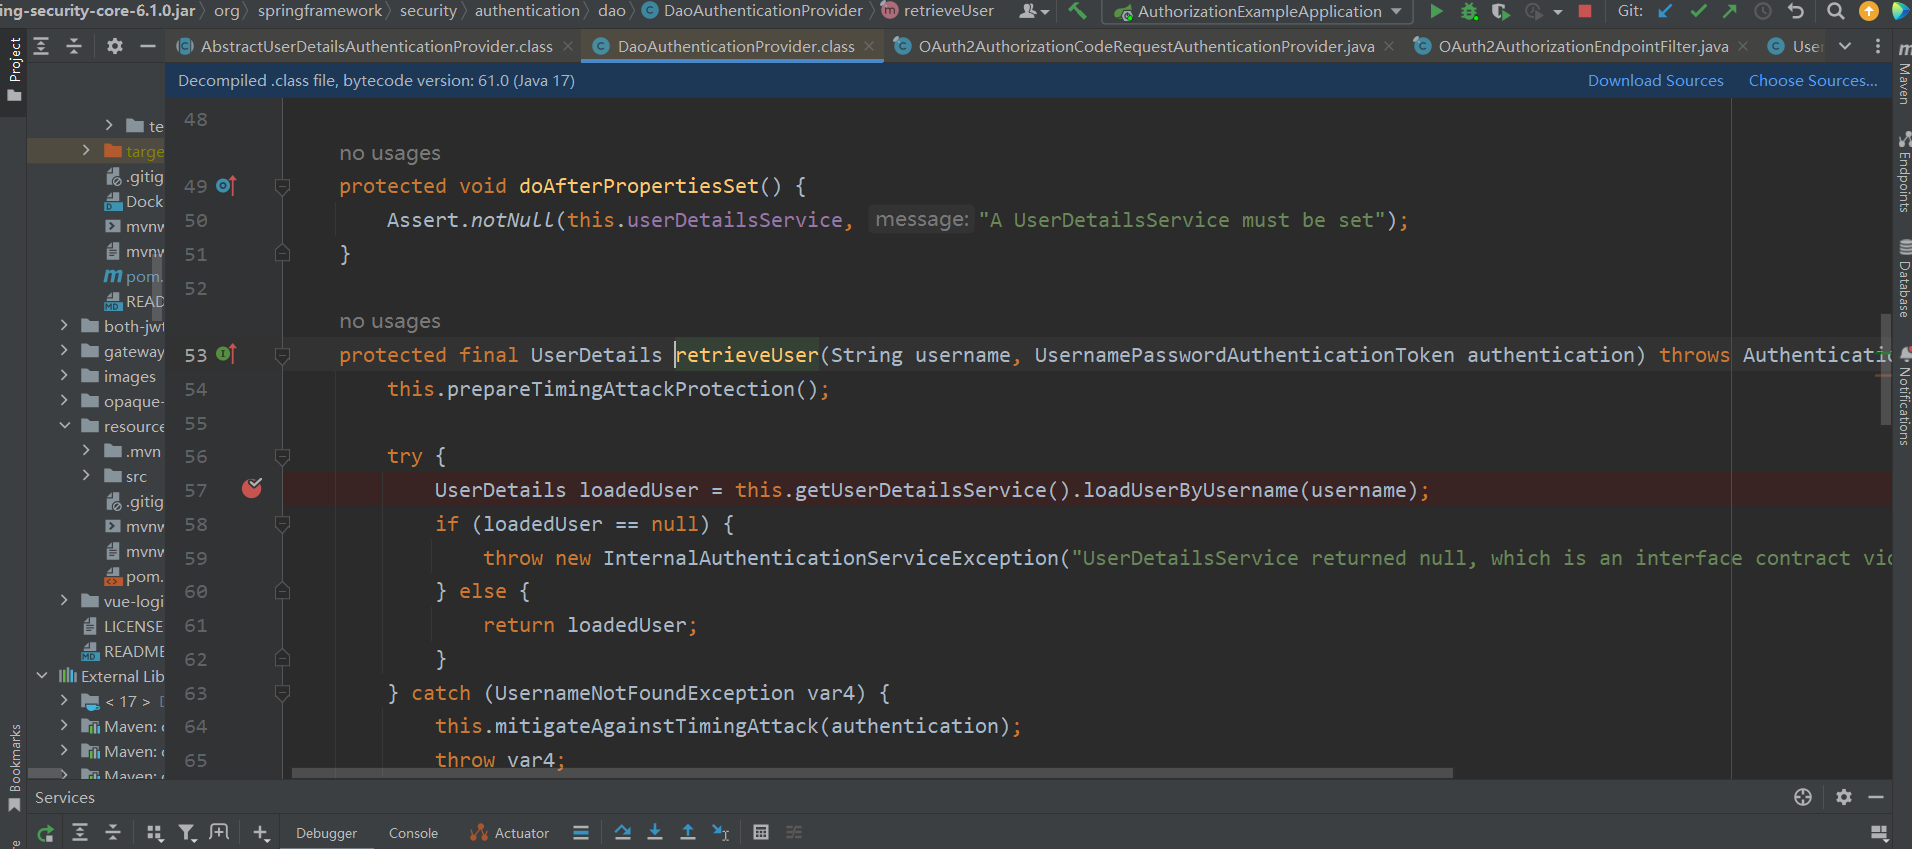 ing-security-core-6.1.0.jar org springframework security authentication dao DaoAuthenticationProvider retrieveUser AuthorizationExampleApplication Git:
AbstractUserDetailsAuthenticationProvider.class DaoAuthenticationProvider.class OAuth2AuthorizationCodeRequestAuthenticationProvider.java OAuth2AuthorizationEndpointFilter.java User
Decompiled .class file, bytecode version: 61.0 (Java 17) Download Sources Choose Sources...
Project
te
targe
.gitig
Dock
mvnw
mvnw
pom.
READ
both-jwt
gateway
images
opaque-
resource
.mvn
src
.gitig
mvnw
mvnw
pom.
vue-logi
LICENSE
README
External Lib
< 17 >
Maven:
Maven:
Maven:
Bookmarks
48
no usages
49 protected void doAfterPropertiesSet() {
50 Assert.notNull(this.userDetailsService, message: "A UserDetailsService must be set");
51 }
52
no usages
53 protected final UserDetails retrieveUser(String username, UsernamePasswordAuthenticationToken authentication) throws Authenticatio
54 this.prepareTimingAttackProtection();
55
56 try {
57 UserDetails loadedUser = this.getUserDetailsService().loadUserByUsername(username);
58 if (loadedUser == null) {
59 throw new InternalAuthenticationServiceException("UserDetailsService returned null, which is an interface contract vio
60 } else {
61 return loadedUser;
62 }
63 } catch (UsernameNotFoundException var4) {
64 this.mitigateAgainstTimingAttack(authentication);
65 throw var4;
Maven
Endpoints
Database
Notifications
Services
Debugger Console Actuator